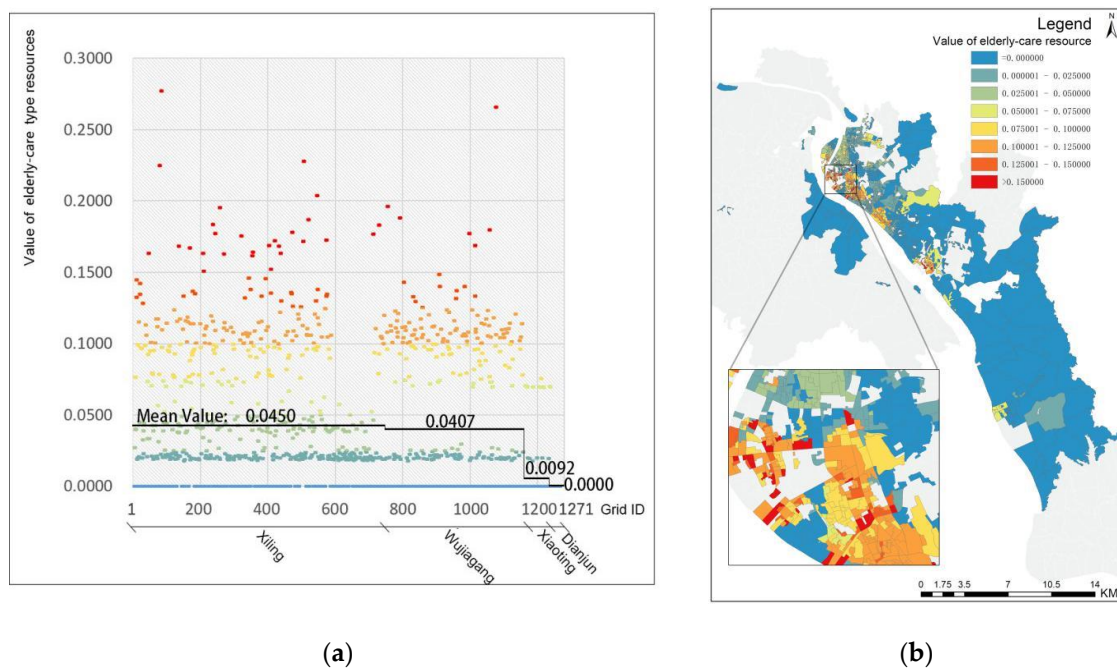 Value of elderly-care type resources
0.3000
0.2500
0.2000
0.1500
0.1000
0.0500
0.0000
Mean Value: 0.0450
0.0407
0.0092
0.0000
1 200 400 600 800 1000 1200 1271 Grid ID
Xiling
Wujiagang
Xiaoting
Dianjun
(a)
N
Legend
Value of elderly-care resource
=0.000000
0.000001 - 0.025000
0.025001 - 0.050000
0.050001 - 0.075000
0.075001 - 0.100000
0.100001 - 0.125000
0.125001 - 0.150000
>0.150000
0 1.75 3.5 7 10.5 14
KM
(b)